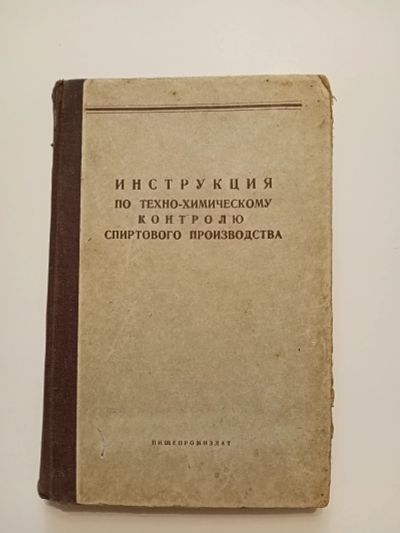 ИНСТРУКЦИЯ
ПО ТЕХНО-ХИМИЧЕСКОМУ
КОНТРОЛЮ
СПИРТОВОГО ПРОИЗВОДСТВА
ПИЩЕПРОМИЗДАТ